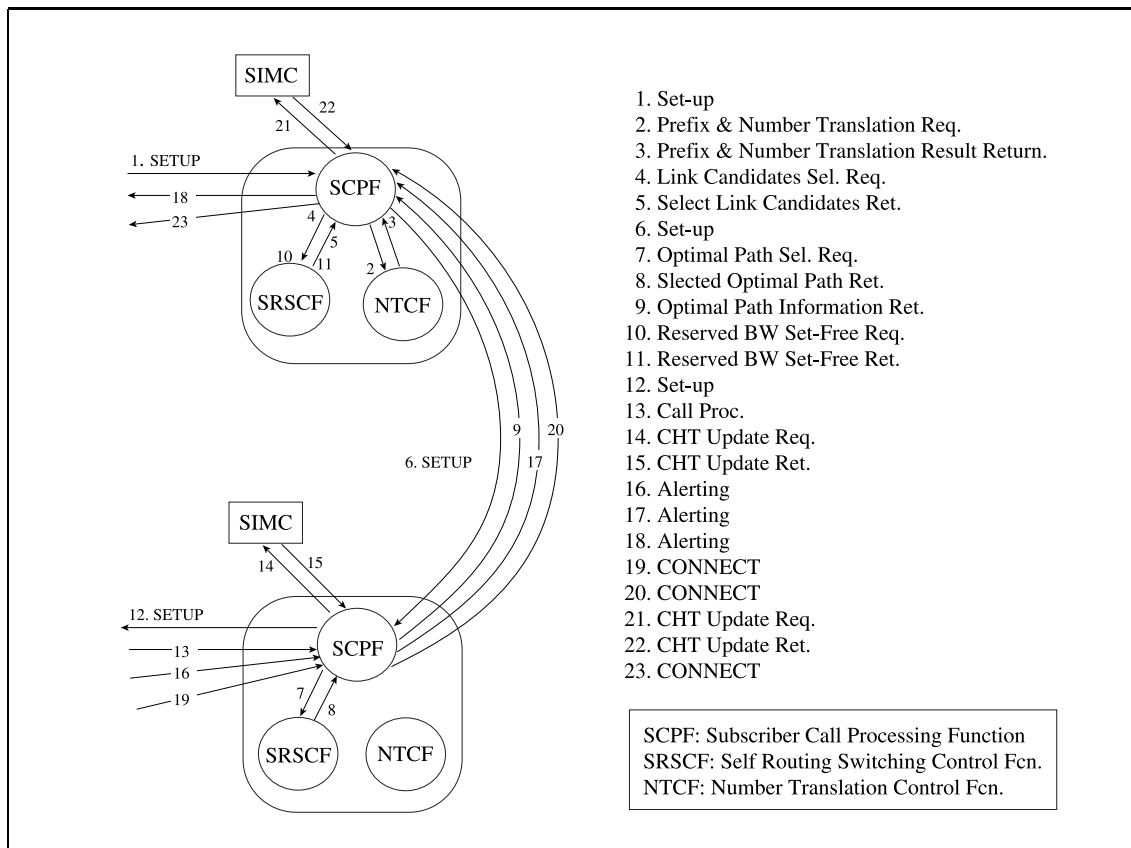 SIMC
22
21
1. SETUP
18
23
SCPF
4
3
5
10
11
2
SRSCF
NTCF
6. SETUP
9
17
20
SIMC
15
14
12. SETUP
13
16
19
SCPF
7
8
SRSCF
NTCF
1. Set-up
2. Prefix & Number Translation Req.
3. Prefix & Number Translation Result Return.
4. Link Candidates Sel. Req.
5. Select Link Candidates Ret.
6. Set-up
7. Optimal Path Sel. Req.
8. Slected Optimal Path Ret.
9. Optimal Path Information Ret.
10. Reserved BW Set-Free Req.
11. Reserved BW Set-Free Ret.
12. Set-up
13. Call Proc.
14. CHT Update Req.
15. CHT Update Ret.
16. Alerting
17. Alerting
18. Alerting
19. CONNECT
20. CONNECT
21. CHT Update Req.
22. CHT Update Ret.
23. CONNECT
SCPF: Subscriber Call Processing Function
SRSCF: Self Routing Switching Control Fcn.
NTCF: Number Translation Control Fcn.